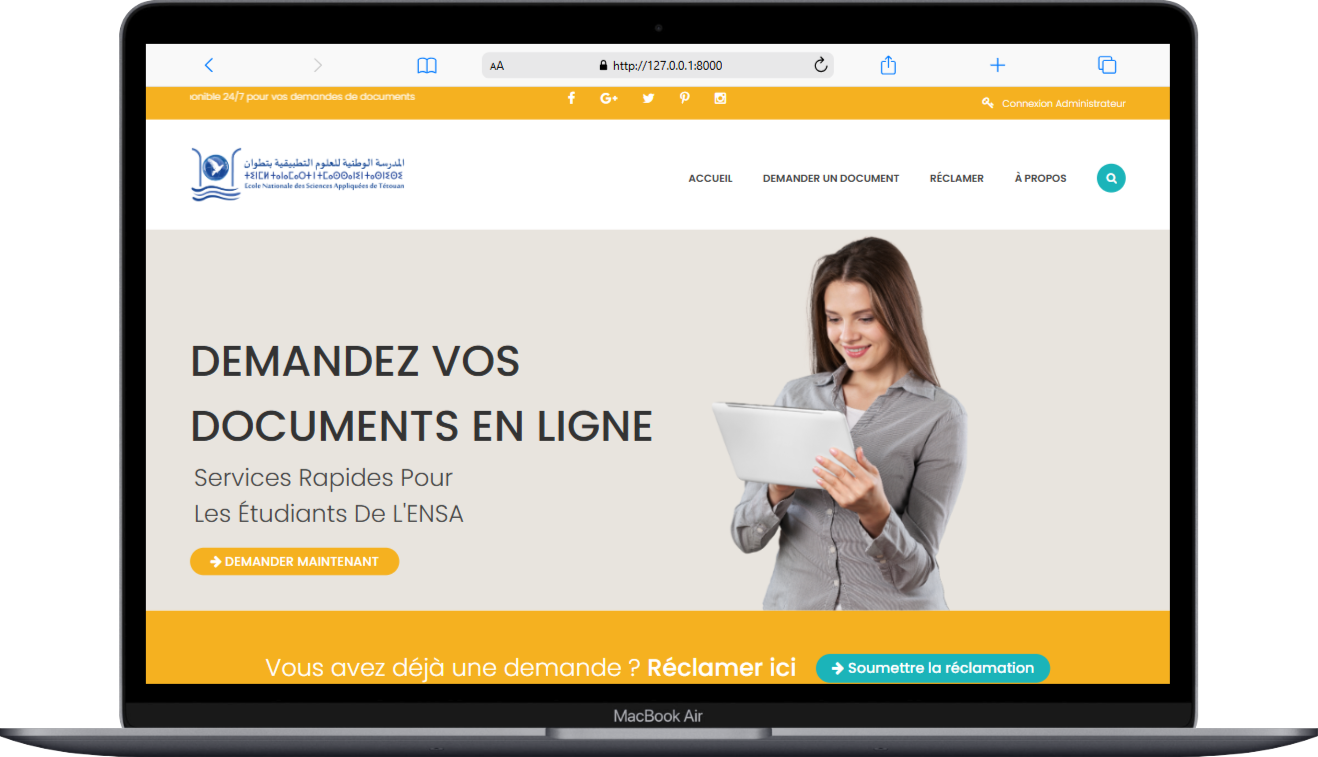 AA
http://127.0.0.1:8000
onible 24/7 pour vos demandes de documents
Connexion Administrateur
المدرسة الوطنية للعلوم التطبيقية بتطوان
Ecole Nationale des Sciences Appliquées de Tétouan
ACCUEIL
DEMANDER UN DOCUMENT
RÉCLAMER
À PROPOS
DEMANDEZ VOS
DOCUMENTS EN LIGNE
Services Rapides Pour
Les Étudiants De L'ENSA
DEMANDER MAINTENANT
Vous avez déjà une demande ? Réclamer ici
Soumettre la réclamation
MacBook Air